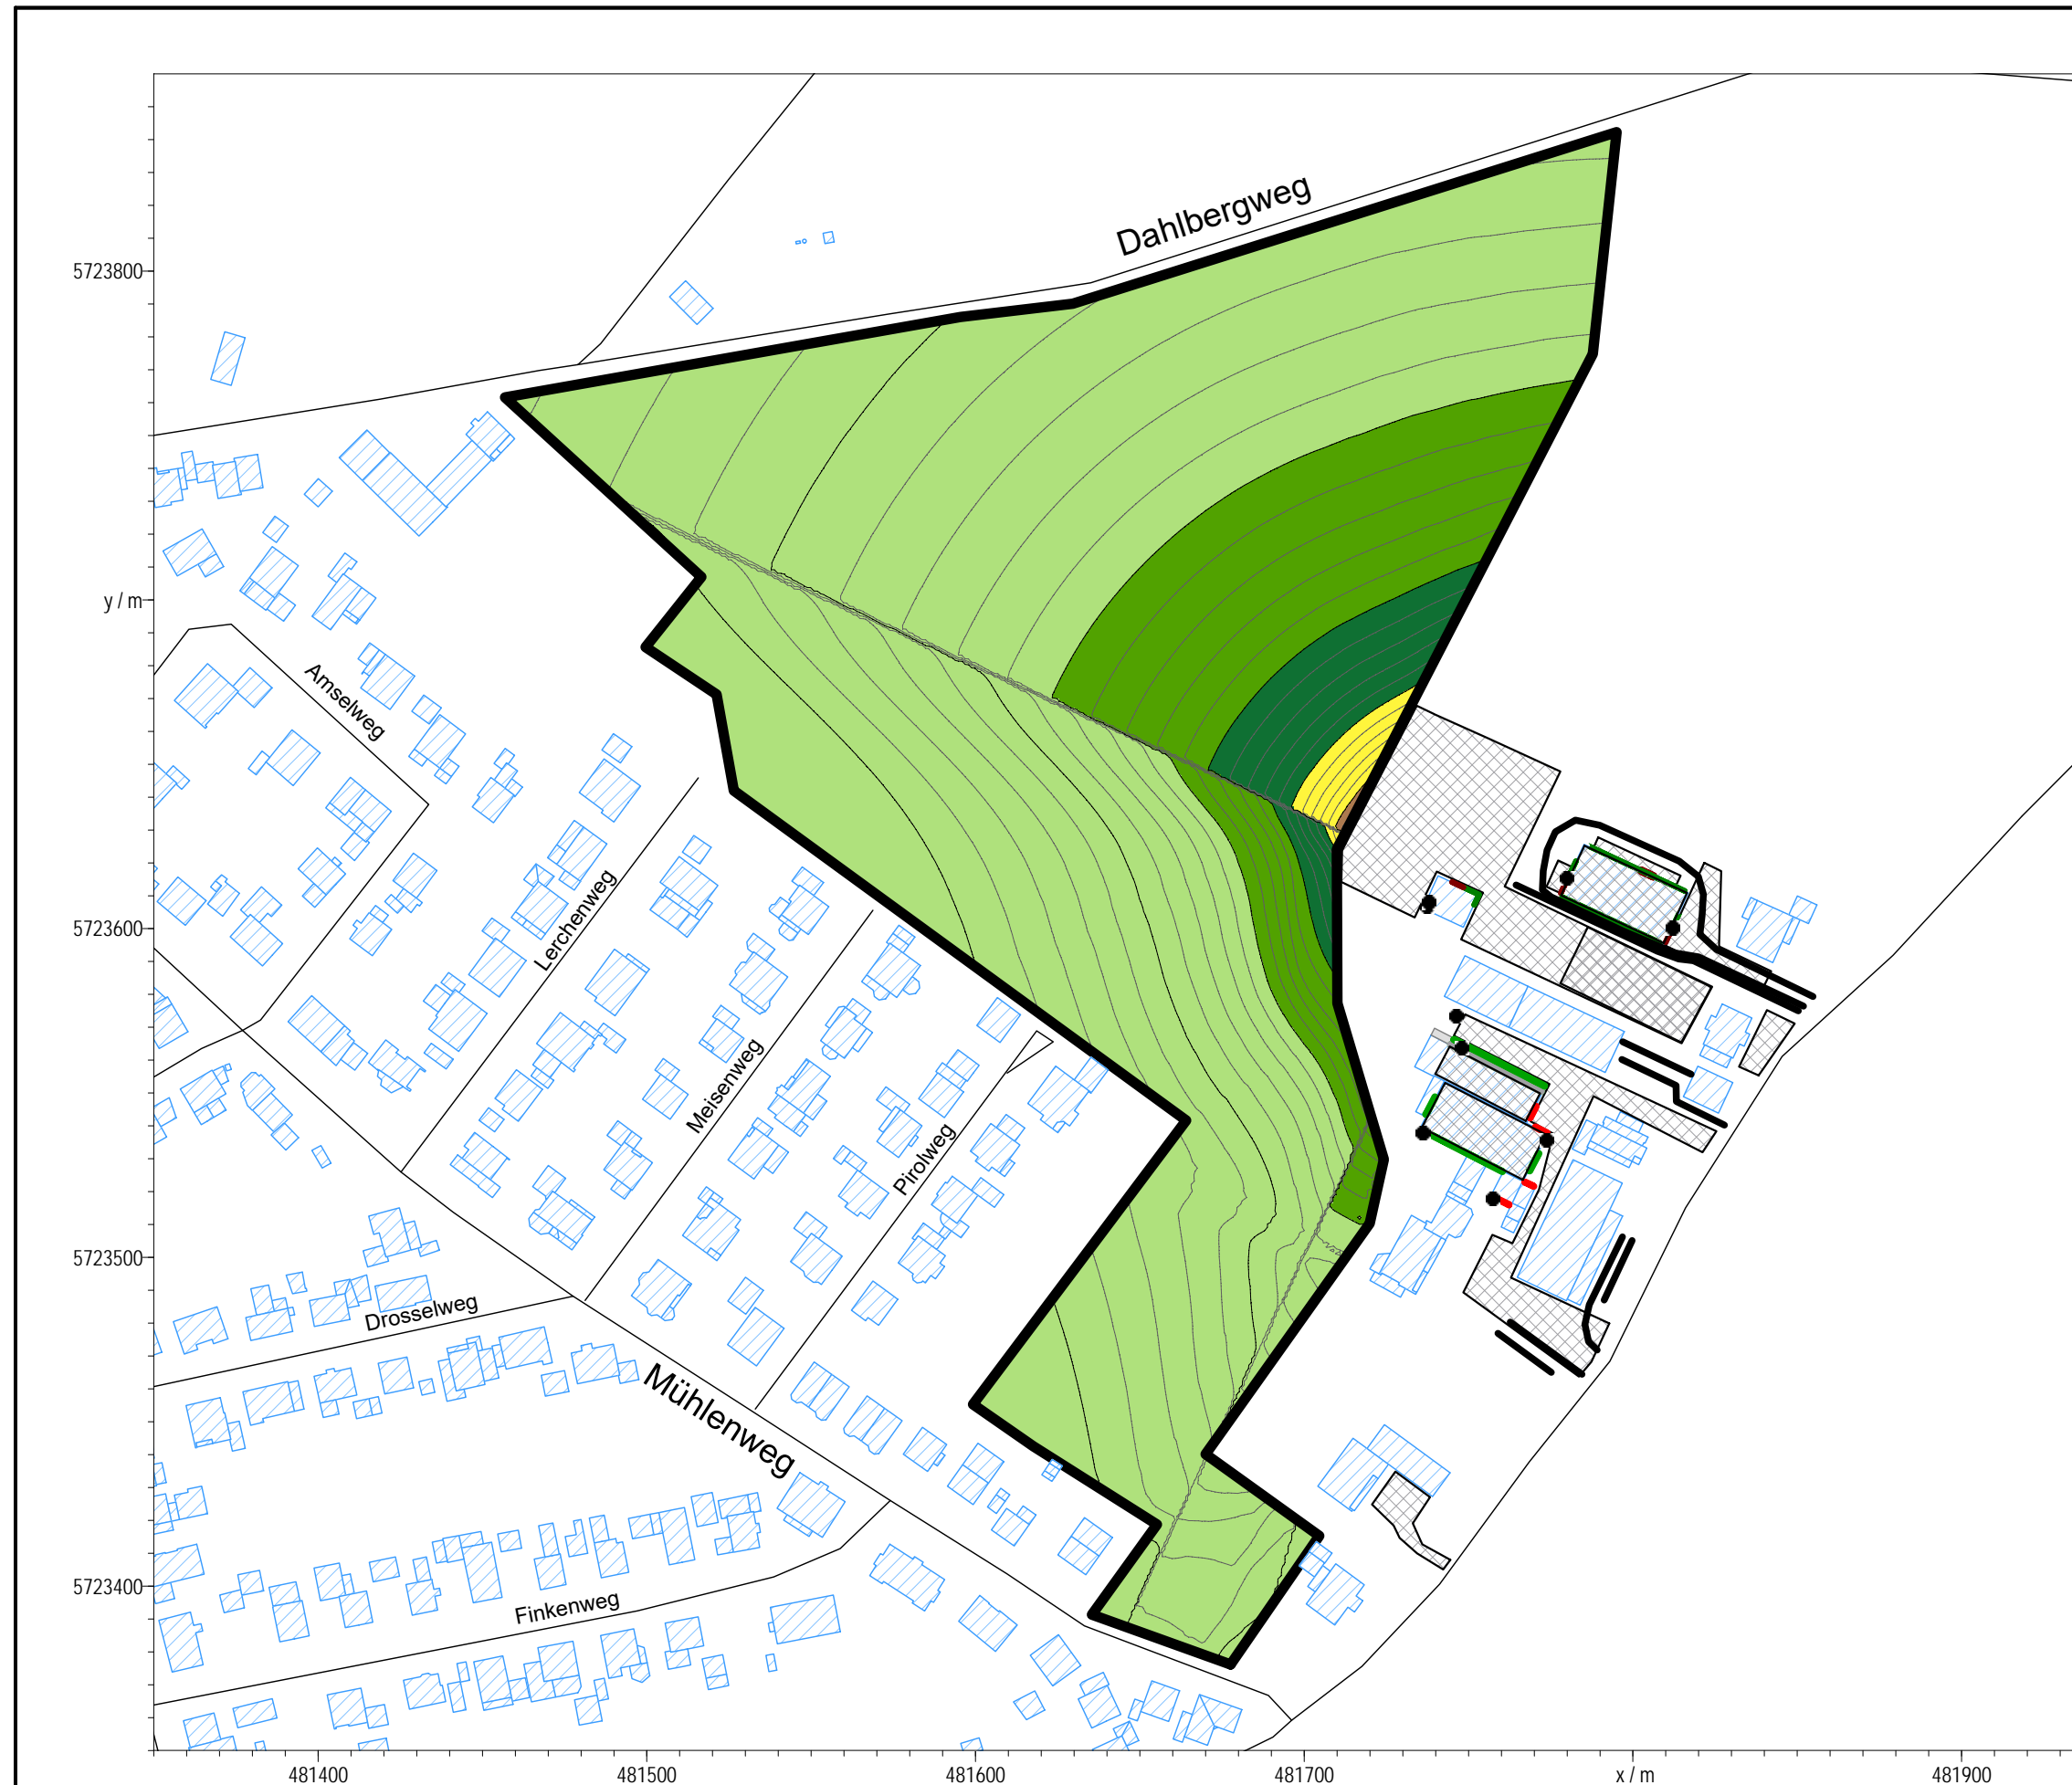 Dahlbergweg
5723800
y / m
Amselweg
Lerchenweg
5723600
Meisenweg
Pirolweg
5723500
Drosselweg
Mühlenweg
5723400
Finkenweg
481400
481500
481600
481700
x / m
481900